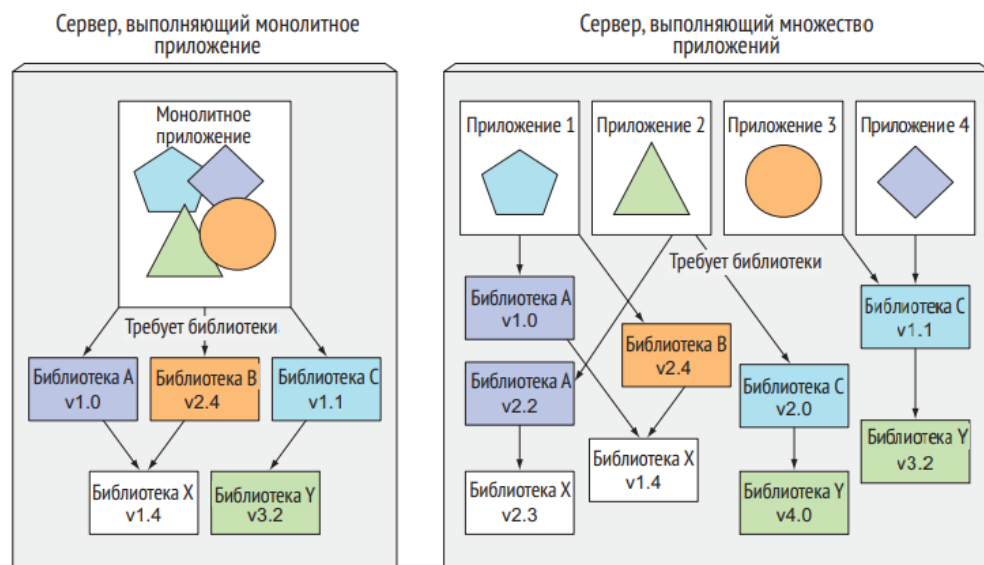 Сервер, выполняющий монолитное
приложение
Монолитное
приложение
Требует библиотеки
Библиотека A
v1.0
Библиотека B
v2.4
Библиотека C
v1.1
Библиотека X
v1.4
Библиотека Y
v3.2
Сервер, выполняющий множество
приложений
Приложение 1
Приложение 2
Приложение 3
Приложение 4
Требует библиотеки
Библиотека A
v1.0
Библиотека C
v1.1
Библиотека B
v2.4
Библиотека A
v2.2
Библиотека C
v2.0
Библиотека Y
v3.2
Библиотека X
v1.4
Библиотека X
v2.3
Библиотека Y
v4.0